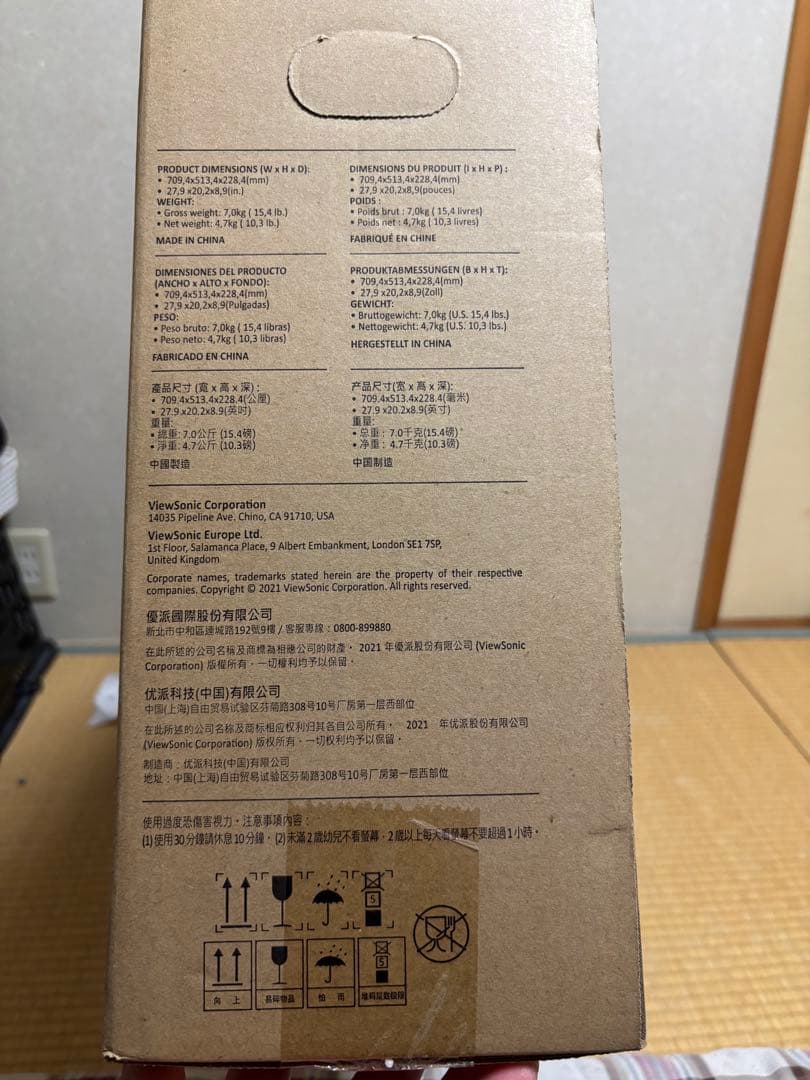 PRODUCT DIMENSIONS (W x H x D):
• 709,4x513,4x228,4(mm)
• 27,9 x20,2x8,9(in.)
WEIGHT:
• Gross weight: 7,0kg ( 15,4 lb.)
• Net weight: 4,7kg ( 10,3 lb.)
MADE IN CHINA
DIMENSIONS DU PRODUIT (l x H x P) :
• 709,4x513,4x228,4(mm)
• 27,9 x20,2x8,9(pouces)
POIDS :
• Poids brut : 7,0kg ( 15,4 livres)
• Poids net : 4,7kg ( 10,3 livres)
FABRIQUÉ EN CHINE
DIMENSIONES DEL PRODUCTO
(ANCHO x ALTO x FONDO):
• 709,4x513,4x228,4(mm)
• 27,9 x20,2x8,9(Pulgadas)
PESO:
• Peso bruto: 7,0kg ( 15,4 libras)
• Peso neto: 4,7kg ( 10,3 libras)
FABRICADO EN CHINA
PRODUKTABMESSUNGEN (B x H x T):
• 709,4x513,4x228,4(mm)
• 27,9 x20,2x8,9(Zoll)
GEWICHT:
• Bruttogewicht: 7,0kg (U.S. 15,4 lbs.)
• Nettogewicht: 4,7kg (U.S. 10,3 lbs.)
HERGESTELLT IN CHINA
產品尺寸 (寬 x 高 x 深) :
• 709.4x513.4x228.4(公厘)
• 27.9 x20.2x8.9(英吋)
重量:
• 總重: 7.0公斤 (15.4磅)
• 淨重: 4.7公斤 (10.3磅)
中國製造
产品尺寸(宽 x 高 x 深):
• 709.4x513.4x228.4(毫米)
• 27.9 x20.2x8.9(英寸)
重量:
• 总重 : 7.0千克(15.4磅)
• 净重 : 4.7千克(10.3磅)
中国制造
ViewSonic Corporation
14035 Pipeline Ave. Chino, CA 91710, USA
ViewSonic Europe Ltd.
1st Floor, Salamanca Place, 9 Albert Embankment, London SE1 7SP,
United Kingdom
Corporate names, trademarks stated herein are the property of their respective
companies. Copyright © 2021 ViewSonic Corporation. All rights reserved.
優派國際股份有限公司
新北市中和區連城路192號9樓 / 客服專線 : 0800-899880
在此所述的公司名稱及商標為相應公司的財產。 2021 年優派股份有限公司 (ViewSonic
Corporation) 版權所有。一切權利均予以保留。
优派科技(中国)有限公司
中国(上海)自由贸易试验区芬菊路308号10号厂房第一层西部位
在此所述的公司名称及商标相应权利归其各自公司所有。 2021 年优派股份有限公司
(ViewSonic Corporation) 版权所有。一切权利均予以保留。
制造商 : 优派科技(中国)有限公司
地址 : 中国(上海)自由贸易试验区芬菊路308号10号厂房第一层西部位
使用過度恐傷害視力。注意事項內容 :
(1)使用30分鐘請休息10分鐘。(2)未滿2歲幼兒不看螢幕，2歲以上每天看螢幕不要超過1小時。
5
5
向 上
易碎物品
怕 雨
堆码层数极限